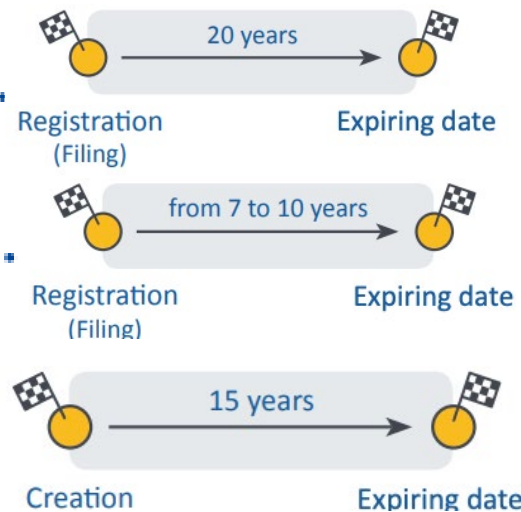 20 years
Registration Expiring date
(Filing)
from 7 to 10 years
Registration Expiring date
(Filing)
15 years
Creation Expiring date